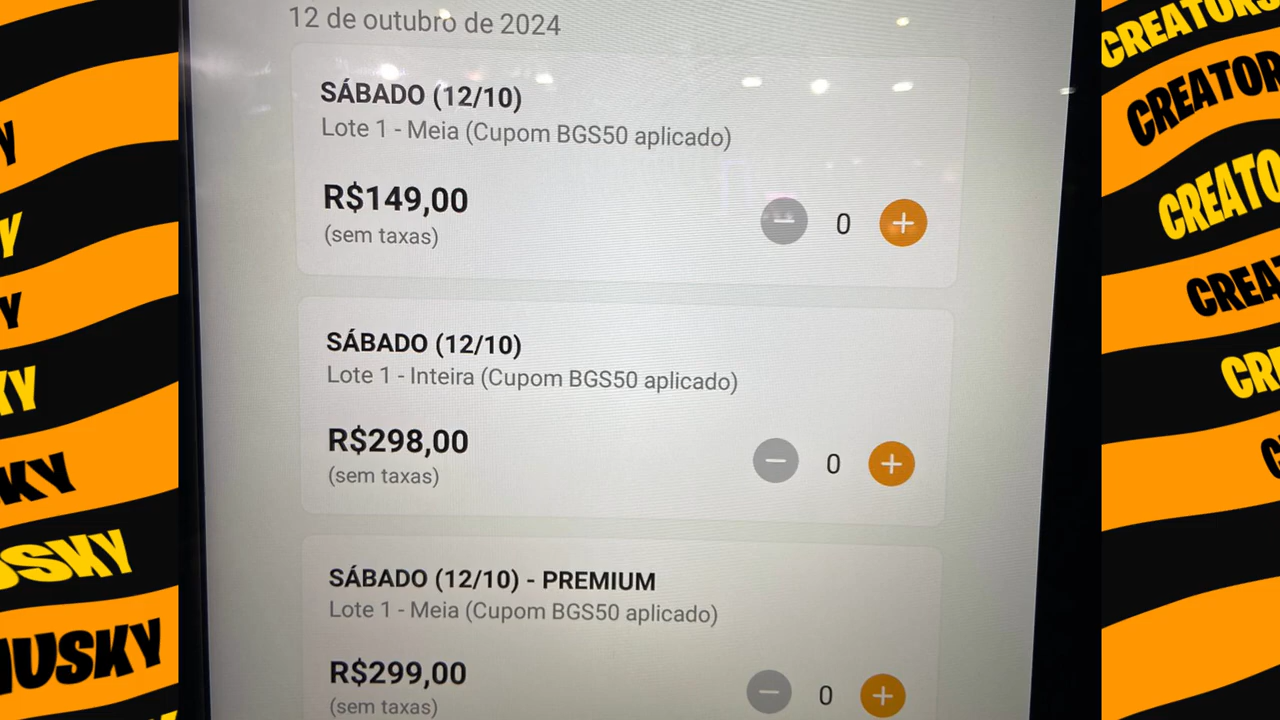 12 de outubro de 2024
SÁBADO (12/10)
Lote 1 - Meia (Cupom BGS50 aplicado)
R$149,00
(sem taxas)
0
SÁBADO (12/10)
Lote 1 - Inteira (Cupom BGS50 aplicado)
R$298,00
(sem taxas)
0
SÁBADO (12/10) - PREMIUM
Lote 1 - Meia (Cupom BGS50 aplicado)
R$299,00
(sem taxas)
0
HUSKY
CREATORS